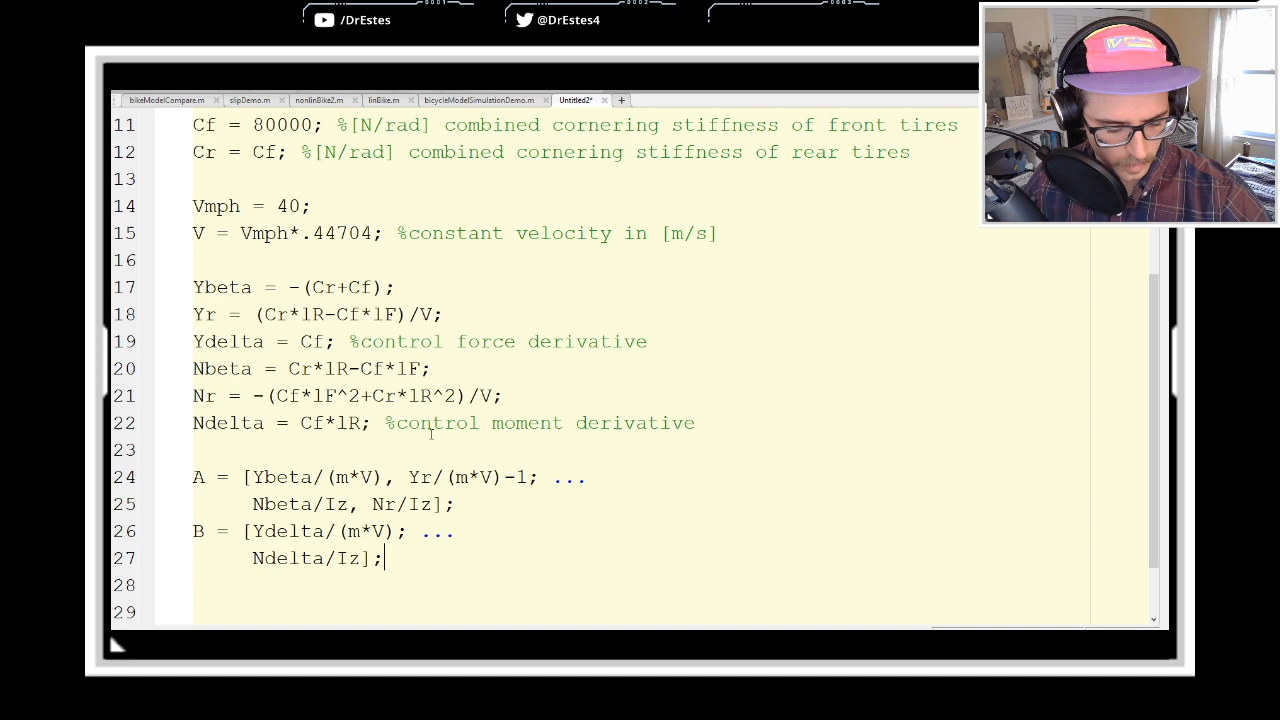 0001
0002
0003
/DrEstes
@DrEstes4
bikeModelCompare.m
slipDemo.m
nonlinBike2.m
linBike.m
bicycleModelSimulationDemo.m
Untitled2*
11 Cf = 80000; %[N/rad] combined cornering stiffness of front tires
12 Cr = Cf; %[N/rad] combined cornering stiffness of rear tires
13
14 Vmph = 40;
15 V = Vmph*.44704; %constant velocity in [m/s]
16
17 Ybeta = -(Cr+Cf);
18 Yr = (Cr*lR-Cf*lF)/V;
19 Ydelta = Cf; %control force derivative
20 Nbeta = Cr*lR-Cf*lF;
21 Nr = -(Cf*lF^2+Cr*lR^2)/V;
22 Ndelta = Cf*lR; %control moment derivative
23
24 A = [Ybeta/(m*V), Yr/(m*V)-1; ...
25 Nbeta/Iz, Nr/Iz];
26 B = [Ydelta/(m*V); ...
27 Ndelta/Iz];
28
29